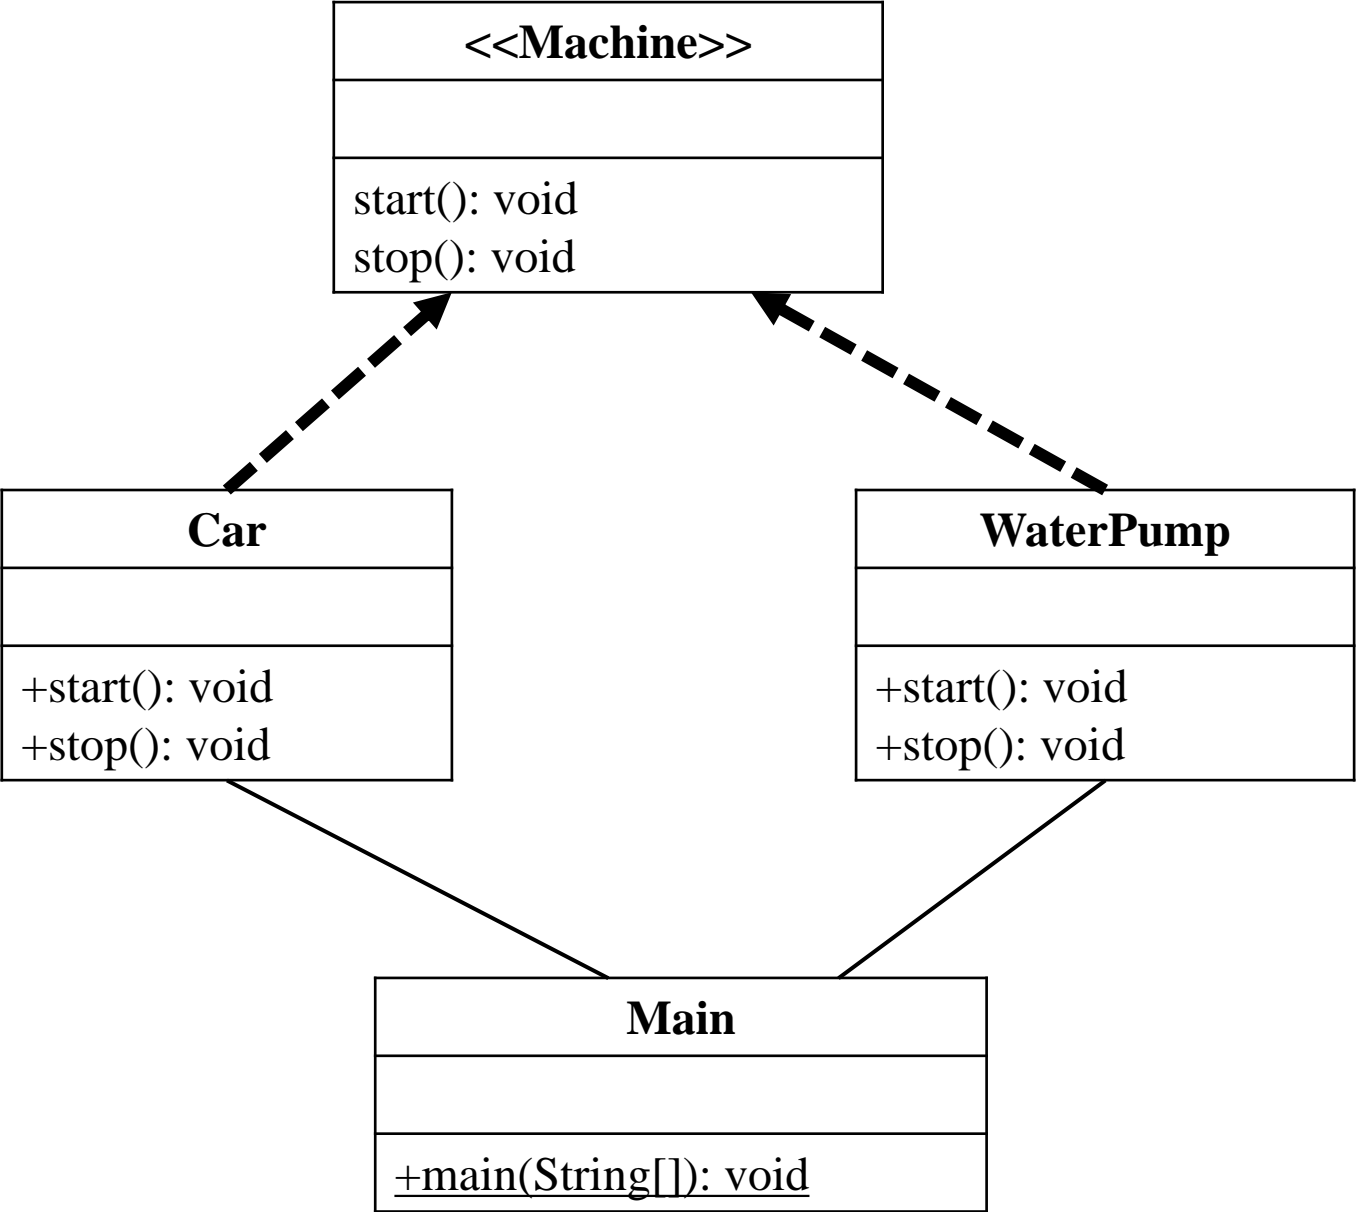 <<Machine>>
start(): void
stop(): void
Car
+start(): void
+stop(): void
WaterPump
+start(): void
+stop(): void
Main
+main(String[]): void